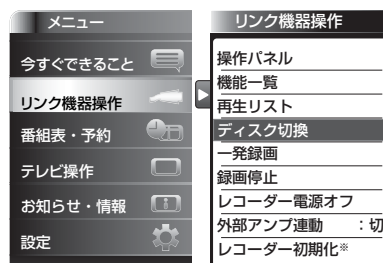 メニュー
今すぐできること
リンク機器操作
番組表・予約
テレビ操作
お知らせ・情報
設定
リンク機器操作
操作パネル
機能一覧
再生リスト
ディスク切換
一発録画
録画停止
レコーダー電源オフ
外部アンプ連動 :切
レコーダー初期化※